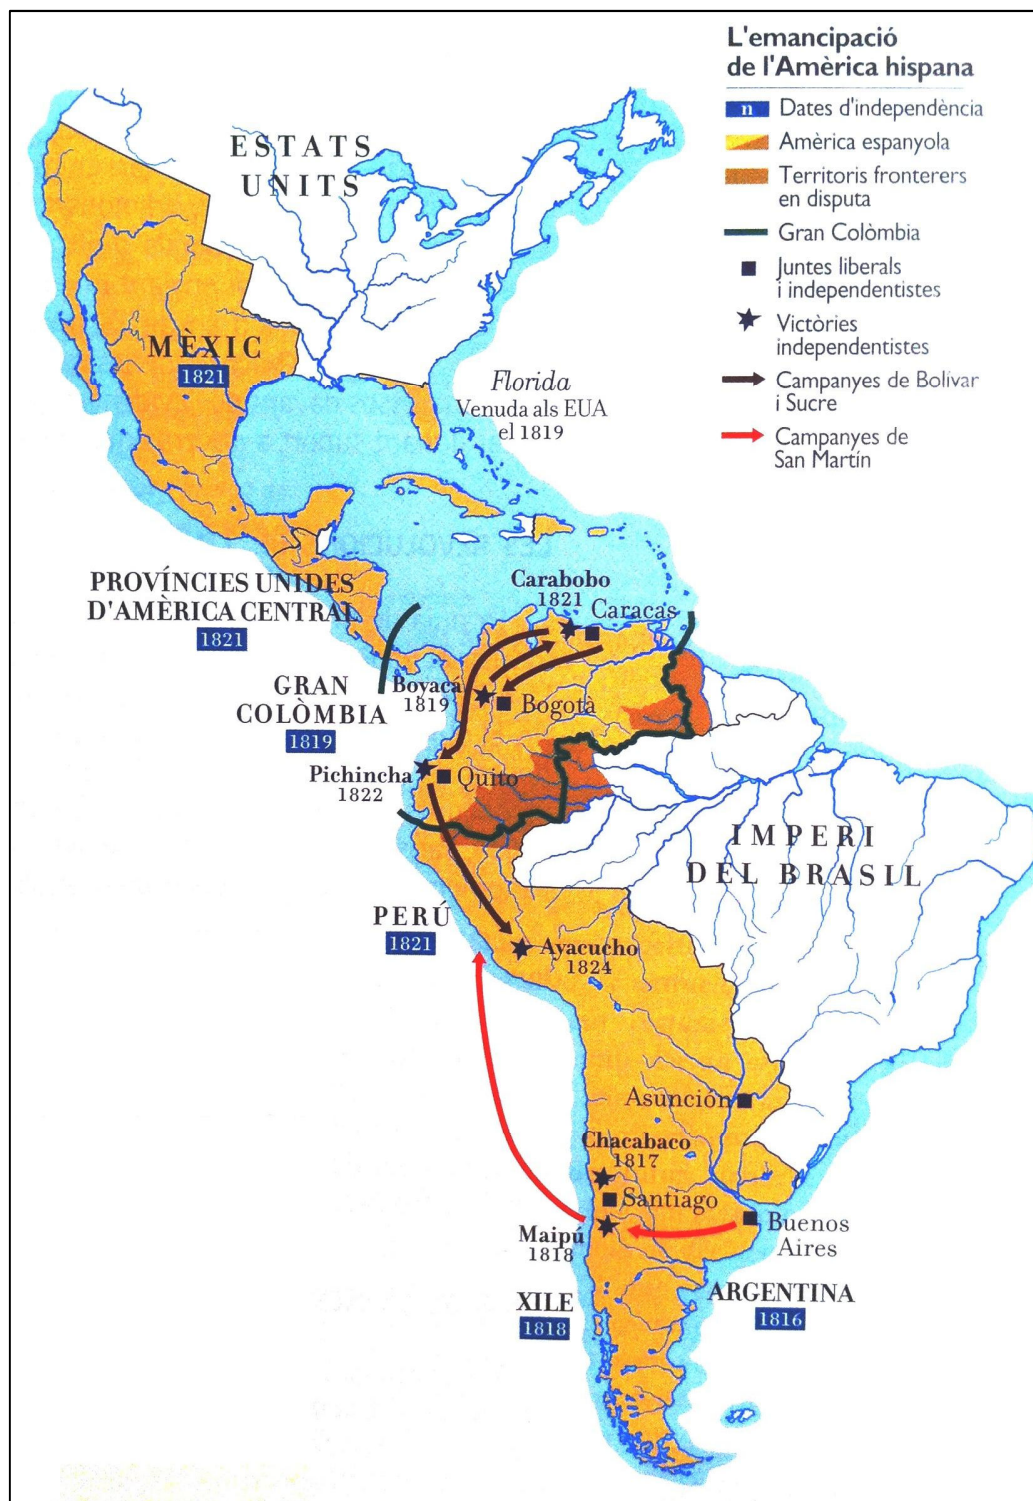 L'emancipació
de l'Amèrica hispana
n Dates d'independència
Amèrica espanyola
Territoris fronterers
en disputa
Gran Colòmbia
Juntes liberals
i independentistes
Victòries
independentistes
Campanyes de Bolívar
i Sucre
Campanyes de
San Martín
ESTATS
UNITS
MÈXIC
1821
Florida
Venuda als EUA
el 1819
PROVÍNCIES UNIDES
D'AMÈRICA CENTRAL
1821
Carabobo
1821
Caracas
GRAN
COLÒMBIA
1819
Boyacá
1819
Bogotà
Pichincha
1822
Quito
IMPERI
DEL BRASIL
PERÚ
1821
Ayacucho
1824
Asunción
Chacabaco
1817
Santiago
Maipú
1818
Buenos
Aires
XILE
1818
ARGENTINA
1816